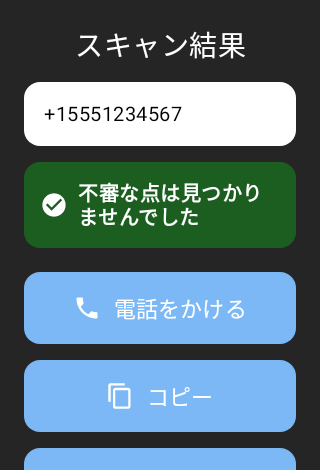 スキャン結果
+15551234567
不審な点は見つかり
ませんでした
電話をかける
コピー